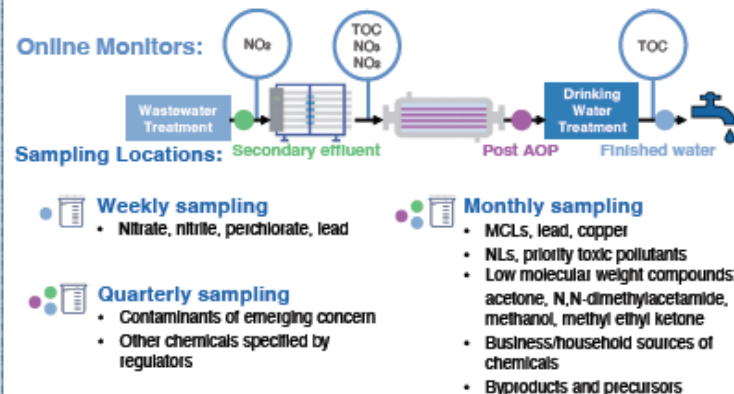 Online Monitors:
NO₂
TOC
NO₃
NO₂
TOC
Wastewater
Treatment
Drinking
Water
Treatment
Sampling Locations:
Secondary effluent
Post AOP
Finished water
Weekly sampling
• Nitrate, nitrite, perchlorate, lead
Quarterly sampling
• Contaminants of emerging concern
• Other chemicals specified by
regulators
Monthly sampling
• MCLs, lead, copper
• NLs, priority toxic pollutants
• Low molecular weight compounds:
acetone, N,N-dimethylacetamide,
methanol, methyl ethyl ketone
• Business/household sources of
chemicals
• Byproducts and precursors